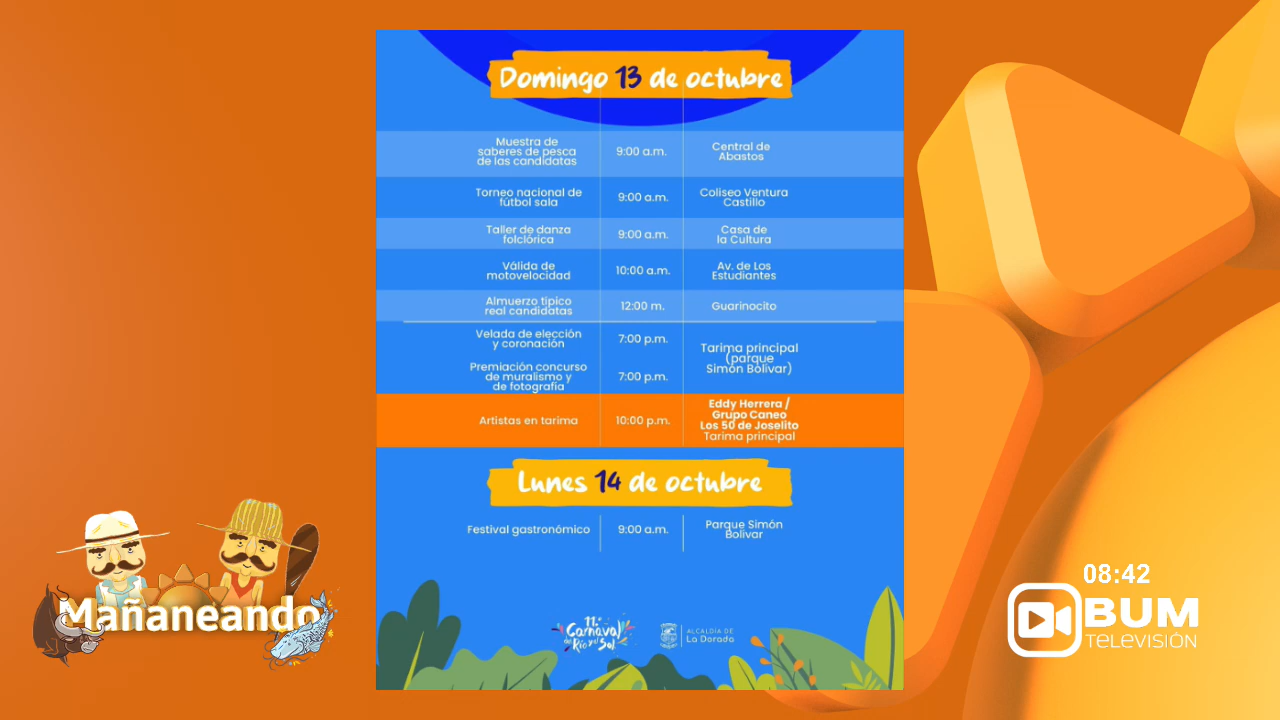 Domingo 13 de octubre
Muestra de
saberes de pesca
de las candidatas
9:00 a.m.
Central de
Abastos
Torneo nacional de
fútbol sala
9:00 a.m.
Coliseo Ventura
Castillo
Taller de danza
folclórica
9:00 a.m.
Casa de
la Cultura
Válida de
motovelocidad
10:00 a.m.
Av. de Los
Estudiantes
Almuerzo típico
real candidatas
12:00 m.
Guarinocito
Velada de elección
y coronación
7:00 p.m.
Premiación concurso
de muralismo y
de fotografía
7:00 p.m.
Tarima principal
(parque
Simón Bolívar)
Artistas en tarima
10:00 p.m.
Eddy Herrera /
Grupo Caneo
Los 50 de Joselito
Tarima principal
Lunes 14 de octubre
Festival gastronómico
9:00 a.m.
Parque Simón
Bolívar
11.°
Carnaval
del Río y el Sol
ALCALDÍA DE
La Dorada
Mañaneando
08:42
BUM
TELEVISIÓN